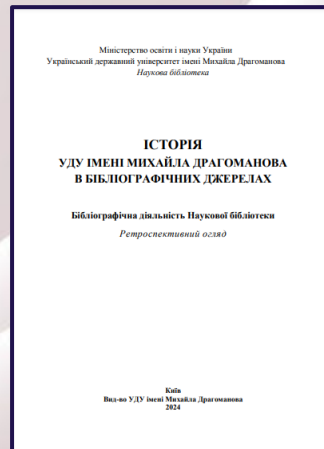 Міністерство освіти і науки України
Український державний університет імені Михайла Драгоманова
Наукова бібліотека
ІСТОРІЯ
УДУ ІМЕНІ МИХАЙЛА ДРАГОМАНОВА
В БІБЛІОГРАФІЧНИХ ДЖЕРЕЛАХ
Бібліографічна діяльність Наукової бібліотеки
Ретроспективний огляд
Київ
Вид-во УДУ імені Михайла Драгоманова
2024